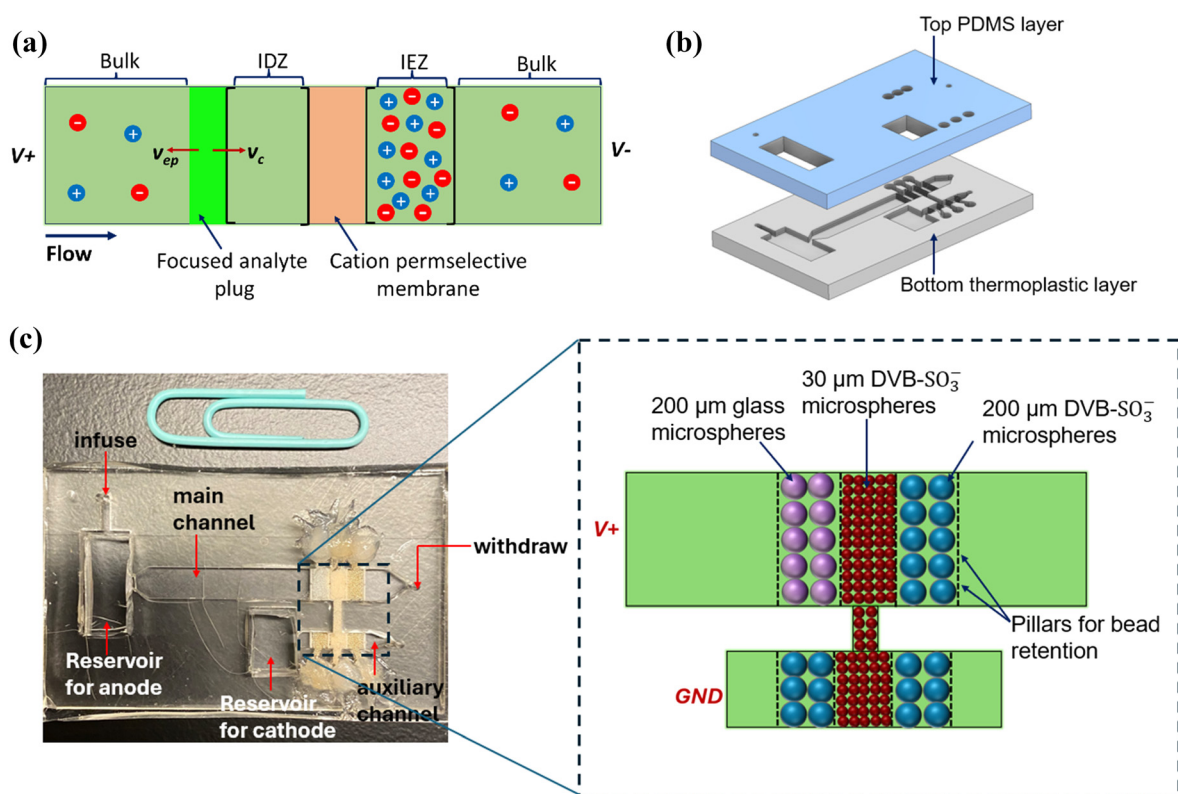 (a)
Bulk
IDZ
IEZ
Bulk
V+
v_ep
v_c
V-
Flow
Focused analyte
plug
Cation permselective
membrane
(b)
Top PDMS layer
Bottom thermoplastic layer
(c)
infuse
main
channel
withdraw
Reservoir
for anode
Reservoir
for cathode
auxiliary
channel
200 µm glass
microspheres
30 µm DVB-SO₃⁻
microspheres
200 µm DVB-SO₃⁻
microspheres
V+
Pillars for bead
retention
GND